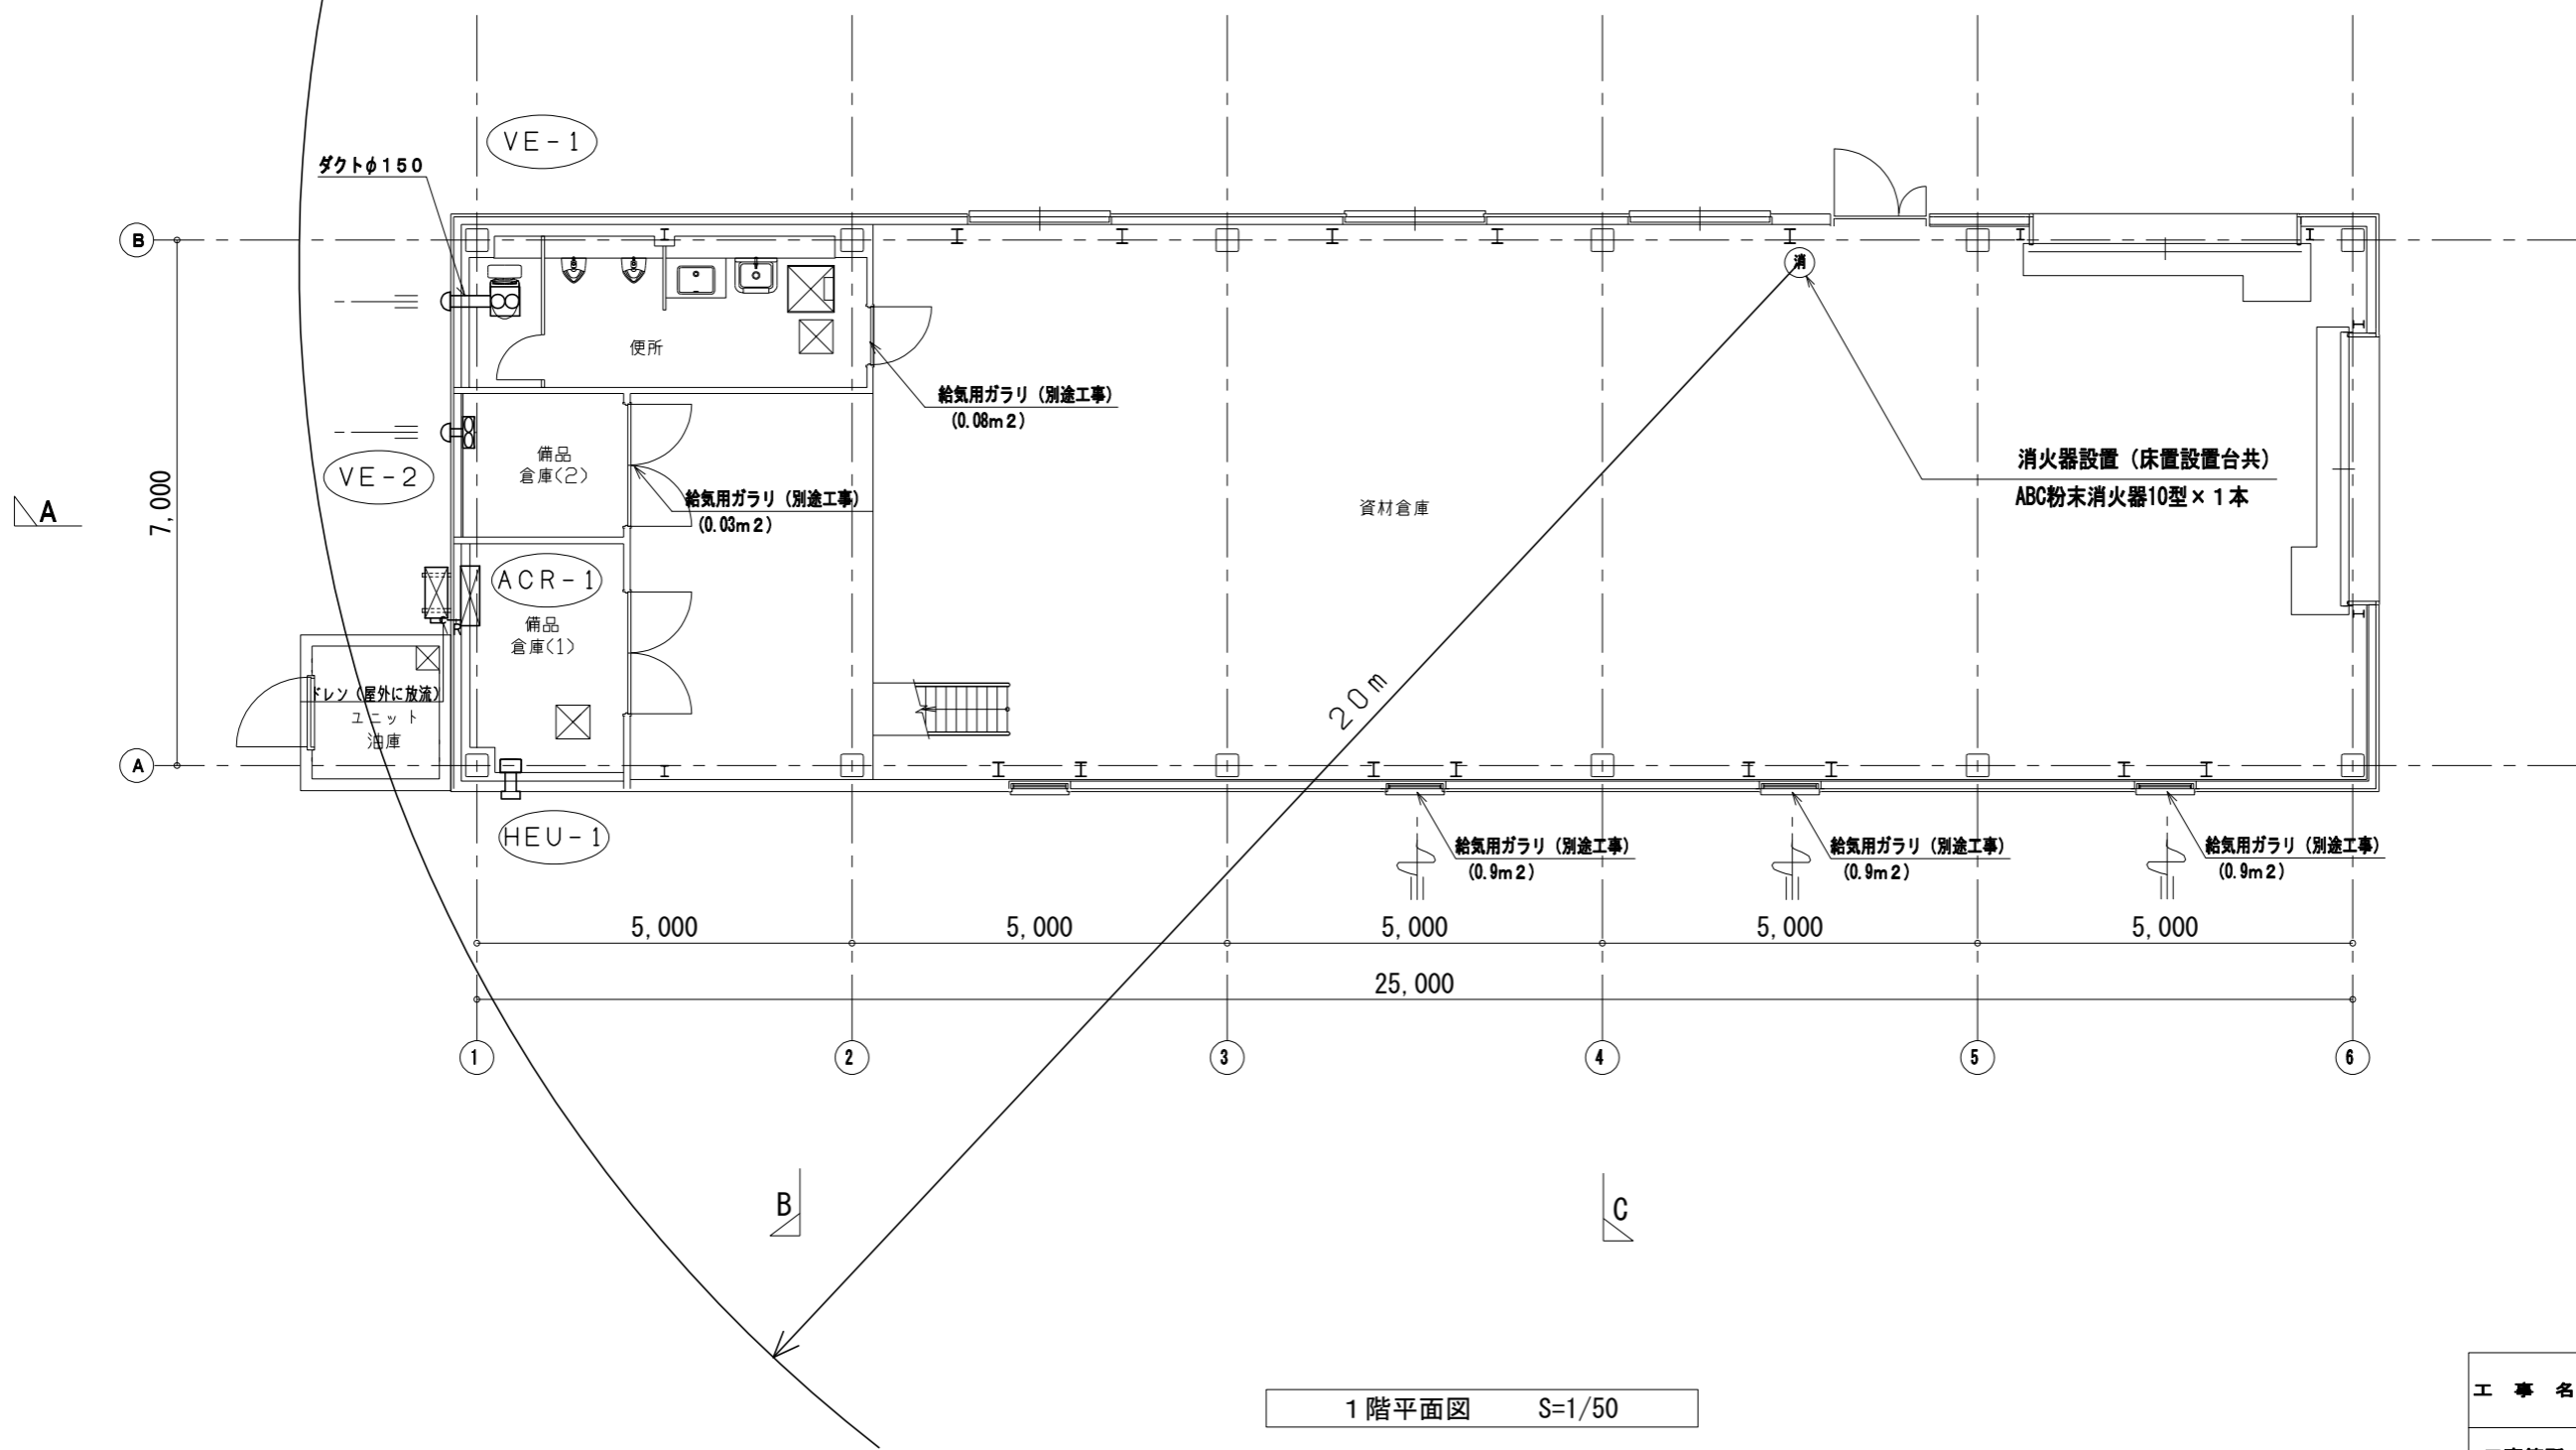 VE-1
ダクトφ150
B
消
便所
給気用ガラリ（別途工事）
(0.08m2)
備品
倉庫(2)
VE-2
消火器設置（床置設置台共）
ABC粉末消火器10型×１本
給気用ガラリ（別途工事）
(0.03m2)
資材倉庫
A
7,000
ACR-1
R
備品
倉庫(1)
ドレン（屋外に放流）
ユニット
油庫
20m
A
HEU-1
給気用ガラリ（別途工事）
(0.9m2)
給気用ガラリ（別途工事）
(0.9m2)
給気用ガラリ（別途工事）
(0.9m2)
5,000
5,000
5,000
5,000
5,000
25,000
1
2
3
4
5
6
B
C
１階平面図 S=1/50
工事名